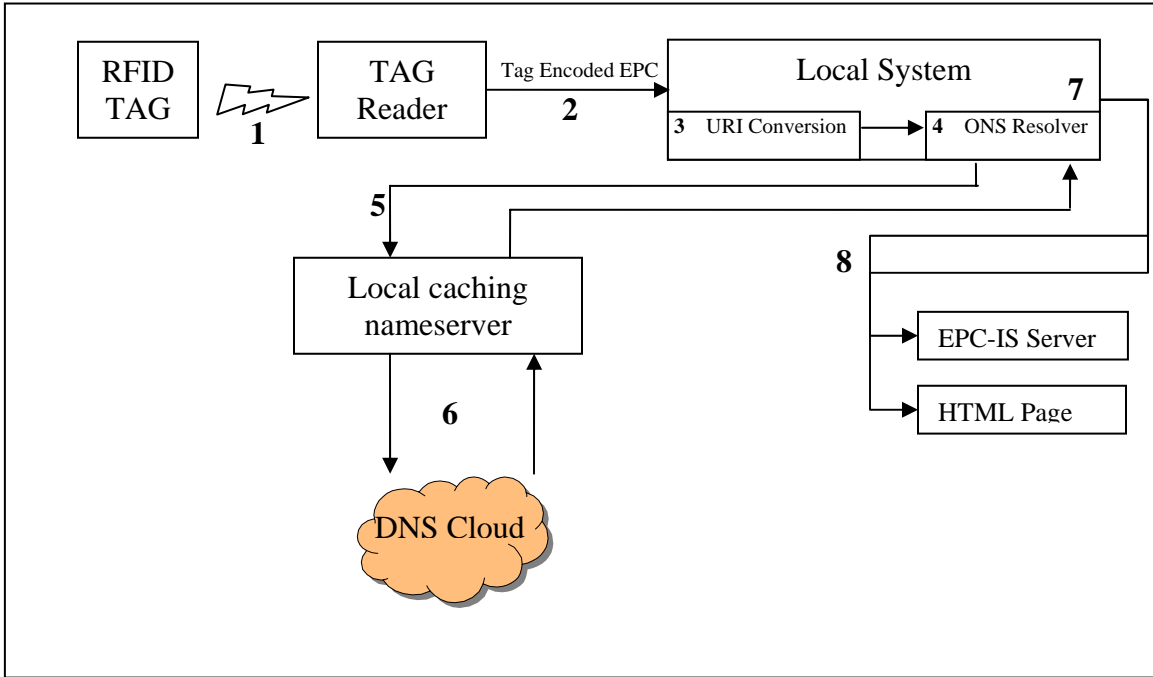 RFID
TAG
1
TAG
Reader
Tag Encoded EPC
2
Local System
7
3 URI Conversion
4 ONS Resolver
5
8
Local caching
nameserver
EPC-IS Server
6
HTML Page
DNS Cloud